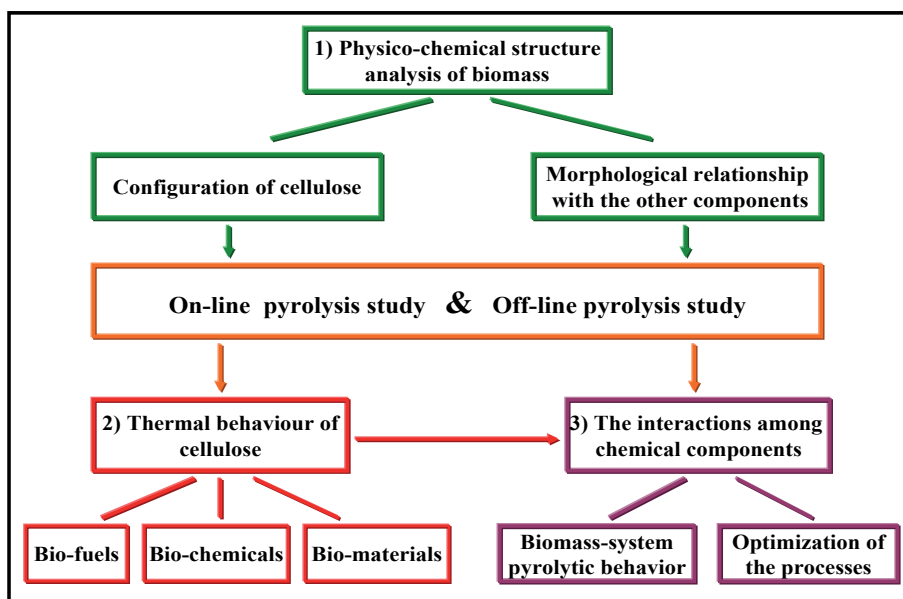 1) Physico-chemical structure
analysis of biomass
Configuration of cellulose
Morphological relationship
with the other components
On-line pyrolysis study & Off-line pyrolysis study
2) Thermal behaviour of
cellulose
3) The interactions among
chemical components
Bio-fuels
Bio-chemicals
Bio-materials
Biomass-system
pyrolytic behavior
Optimization of
the processes